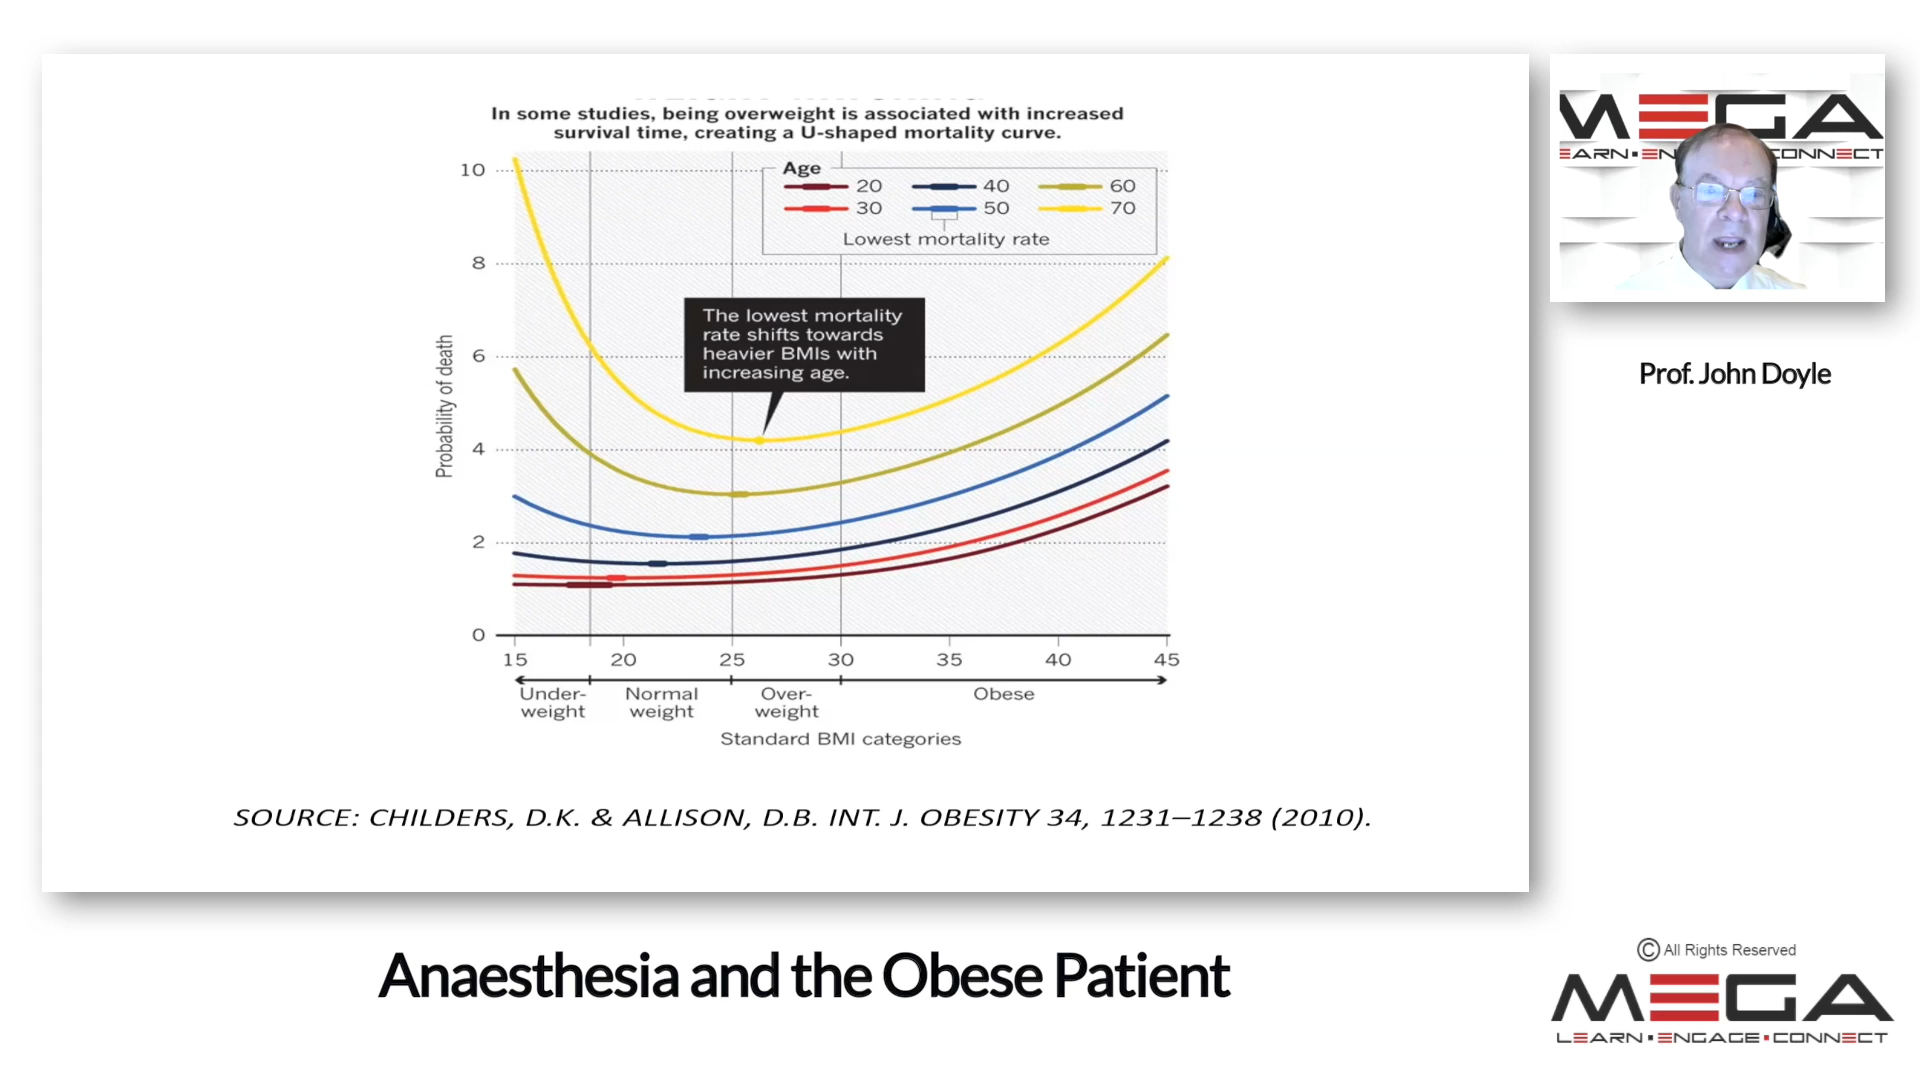 In some studies, being overweight is associated with increased
survival time, creating a U-shaped mortality curve.
10
8
6
4
2
0
Probability of death
Age
20 40 60
30 50 70
Lowest mortality rate
The lowest mortality
rate shifts towards
heavier BMIs with
increasing age.
15 20 25 30 35 40 45
Under-
weight
Normal
weight
Over-
weight
Obese
Standard BMI categories
SOURCE: CHILDERS, D.K. & ALLISON, D.B. INT. J. OBESITY 34, 1231–1238 (2010).
MEGA
EARN▪EN CONNECT
Prof. John Doyle
Anaesthesia and the Obese Patient
© All Rights Reserved
MEGA
LEARN▪ENGAGE▪CONNECT